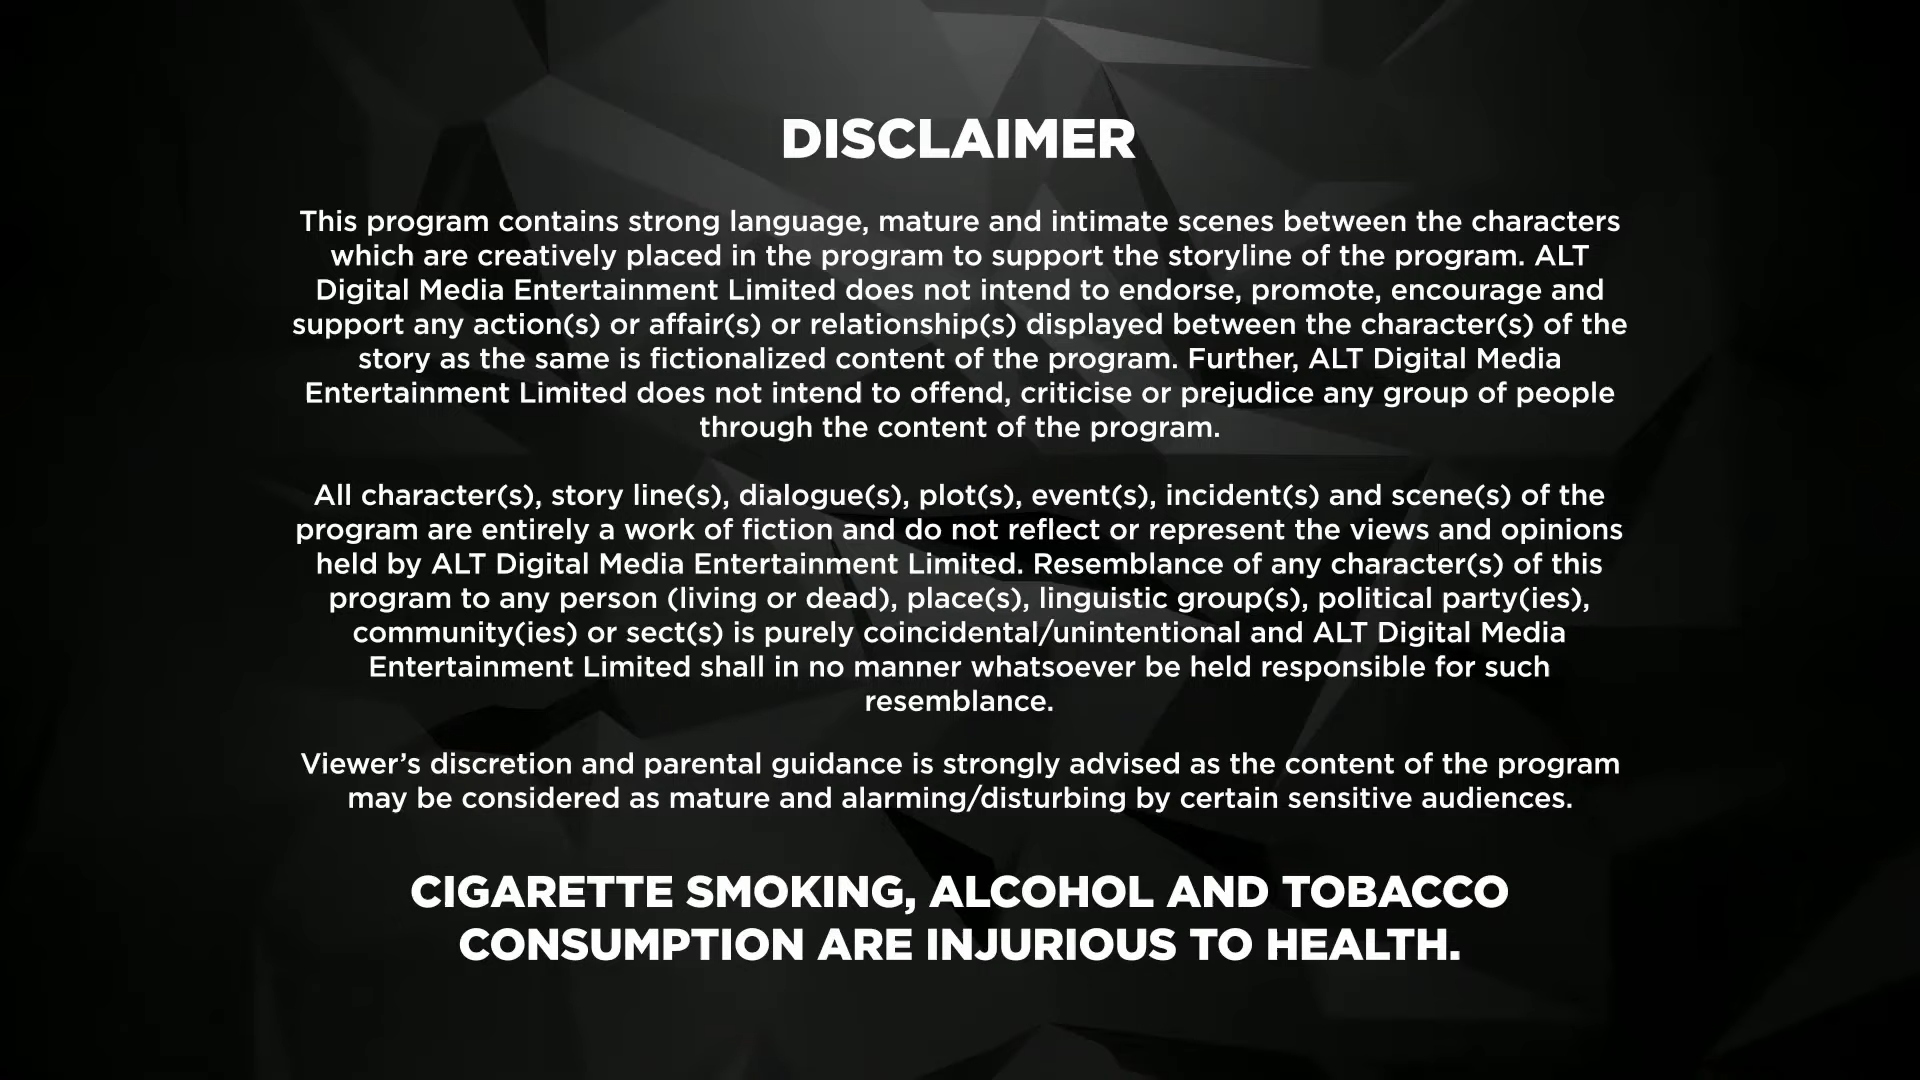 DISCLAIMER
This program contains strong language, mature and intimate scenes between the characters
which are creatively placed in the program to support the storyline of the program. ALT
Digital Media Entertainment Limited does not intend to endorse, promote, encourage and
support any action(s) or affair(s) or relationship(s) displayed between the character(s) of the
story as the same is fictionalized content of the program. Further, ALT Digital Media
Entertainment Limited does not intend to offend, criticise or prejudice any group of people
through the content of the program.
All character(s), story line(s), dialogue(s), plot(s), event(s), incident(s) and scene(s) of the
program are entirely a work of fiction and do not reflect or represent the views and opinions
held by ALT Digital Media Entertainment Limited. Resemblance of any character(s) of this
program to any person (living or dead), place(s), linguistic group(s), political party(ies),
community(ies) or sect(s) is purely coincidental/unintentional and ALT Digital Media
Entertainment Limited shall in no manner whatsoever be held responsible for such
resemblance.
Viewer’s discretion and parental guidance is strongly advised as the content of the program
may be considered as mature and alarming/disturbing by certain sensitive audiences.
CIGARETTE SMOKING, ALCOHOL AND TOBACCO
CONSUMPTION ARE INJURIOUS TO HEALTH.